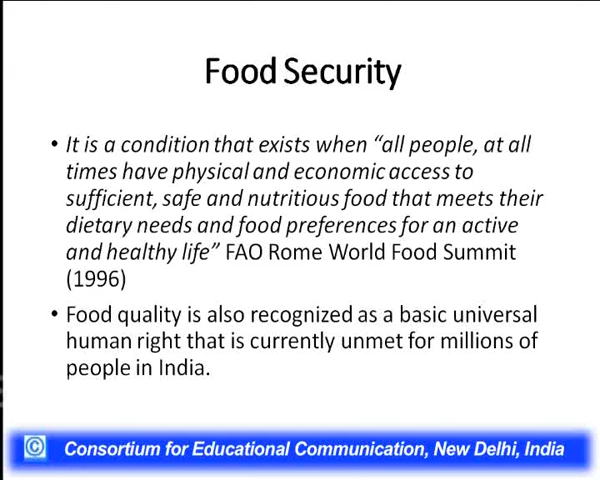 Food Security
• It is a condition that exists when “all people, at all
times have physical and economic access to
sufficient, safe and nutritious food that meets their
dietary needs and food preferences for an active
and healthy life” FAO Rome World Food Summit
(1996)
• Food quality is also recognized as a basic universal
human right that is currently unmet for millions of
people in India.
© Consortium for Educational Communication, New Delhi, India